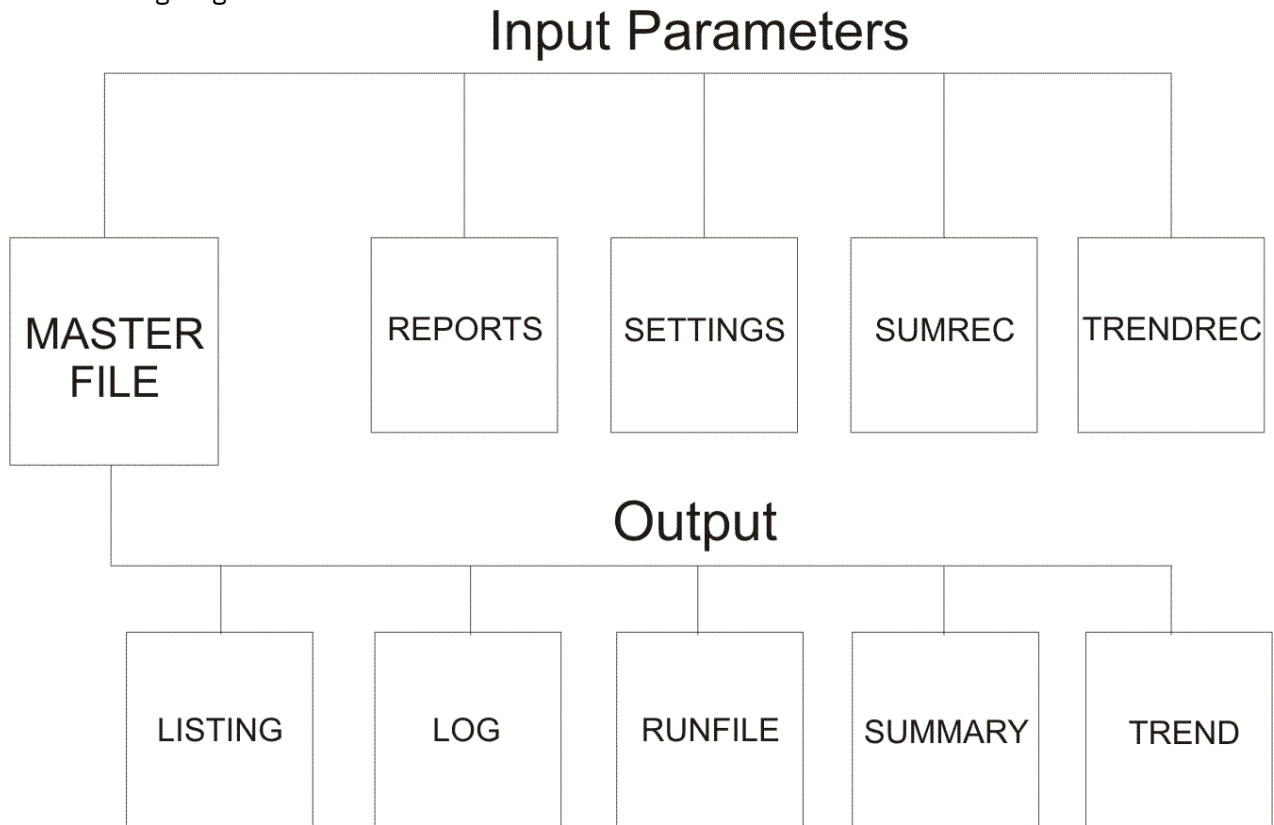 Input Parameters
MASTER
FILE
REPORTS
SETTINGS
SUMREC
TRENDREC
Output
LISTING
LOG
RUNFILE
SUMMARY
TREND